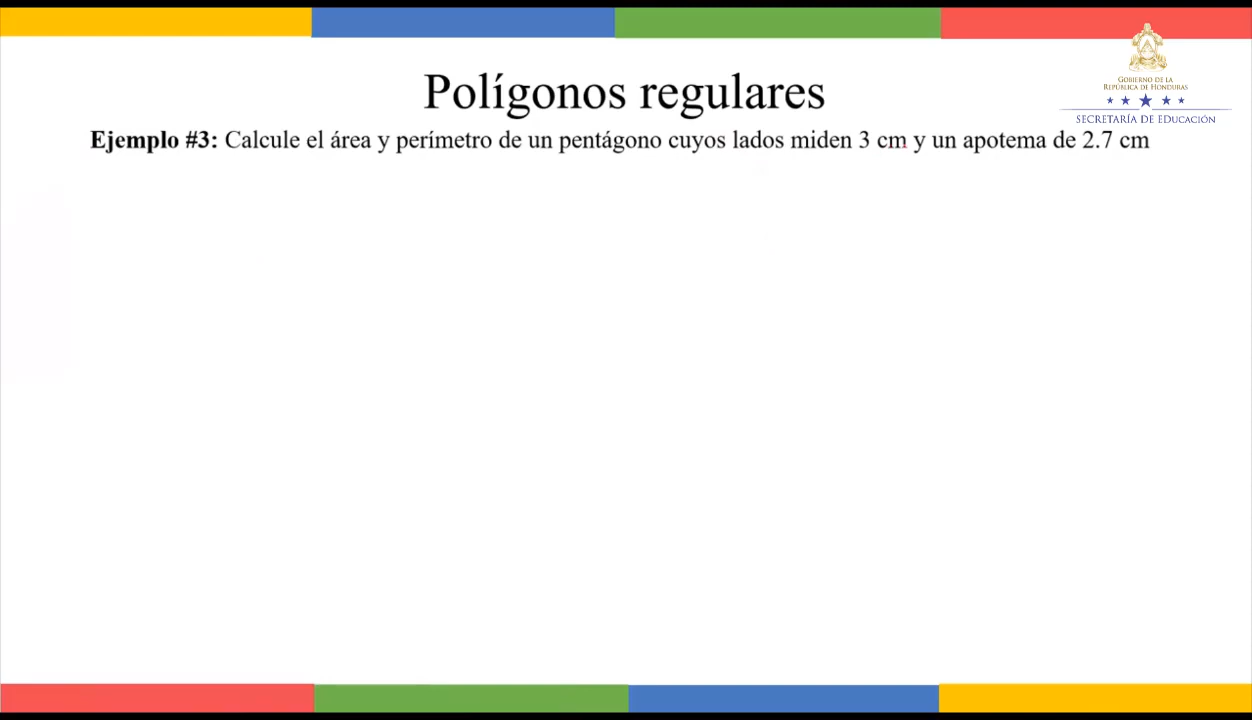 Polígonos regulares
GOBIERNO DE LA
REPÚBLICA DE HONDURAS
SECRETARÍA DE EDUCACIÓN
Ejemplo #3: Calcule el área y perímetro de un pentágono cuyos lados miden 3 cm y un apotema de 2.7 cm